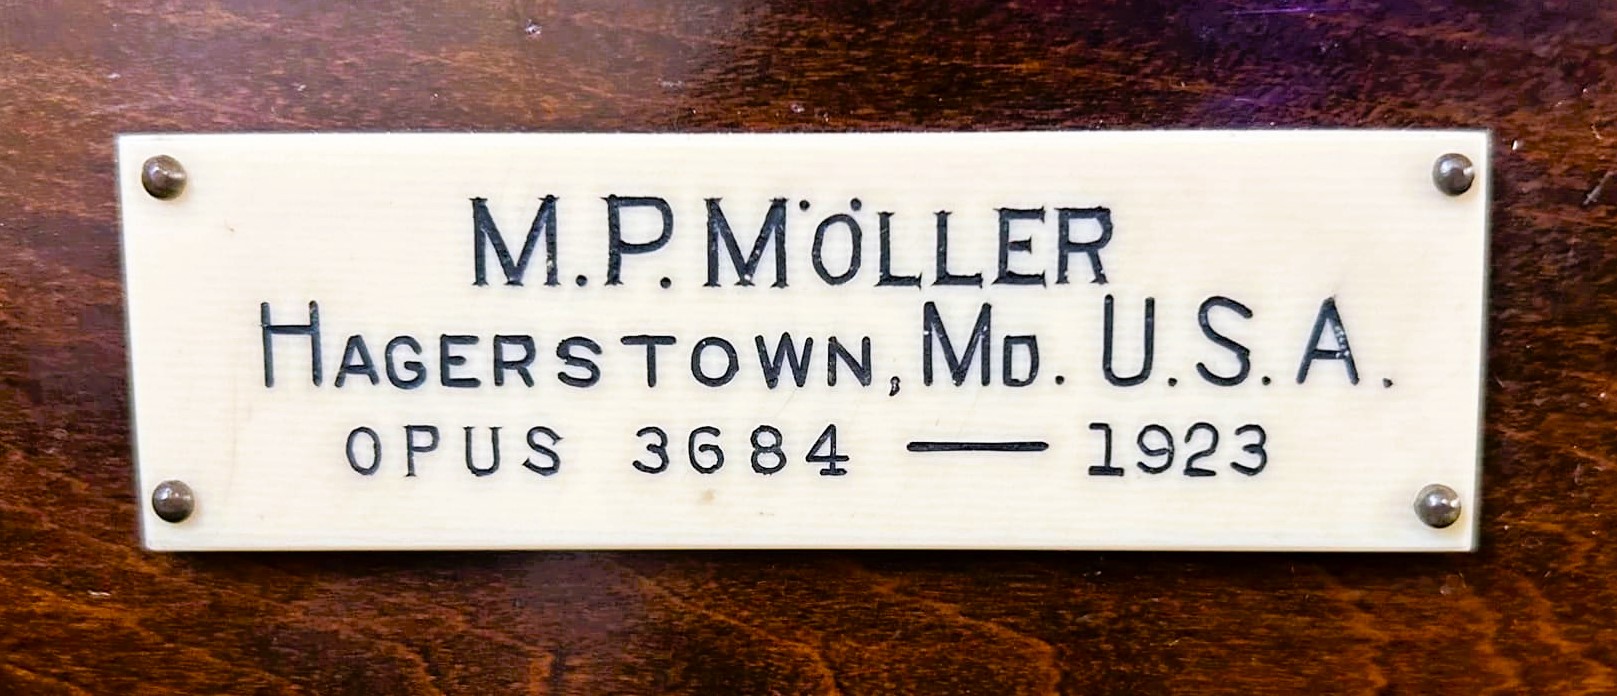 M.P. MÖLLER
HAGERSTOWN, MD. U.S.A.
OPUS 3684 — 1923